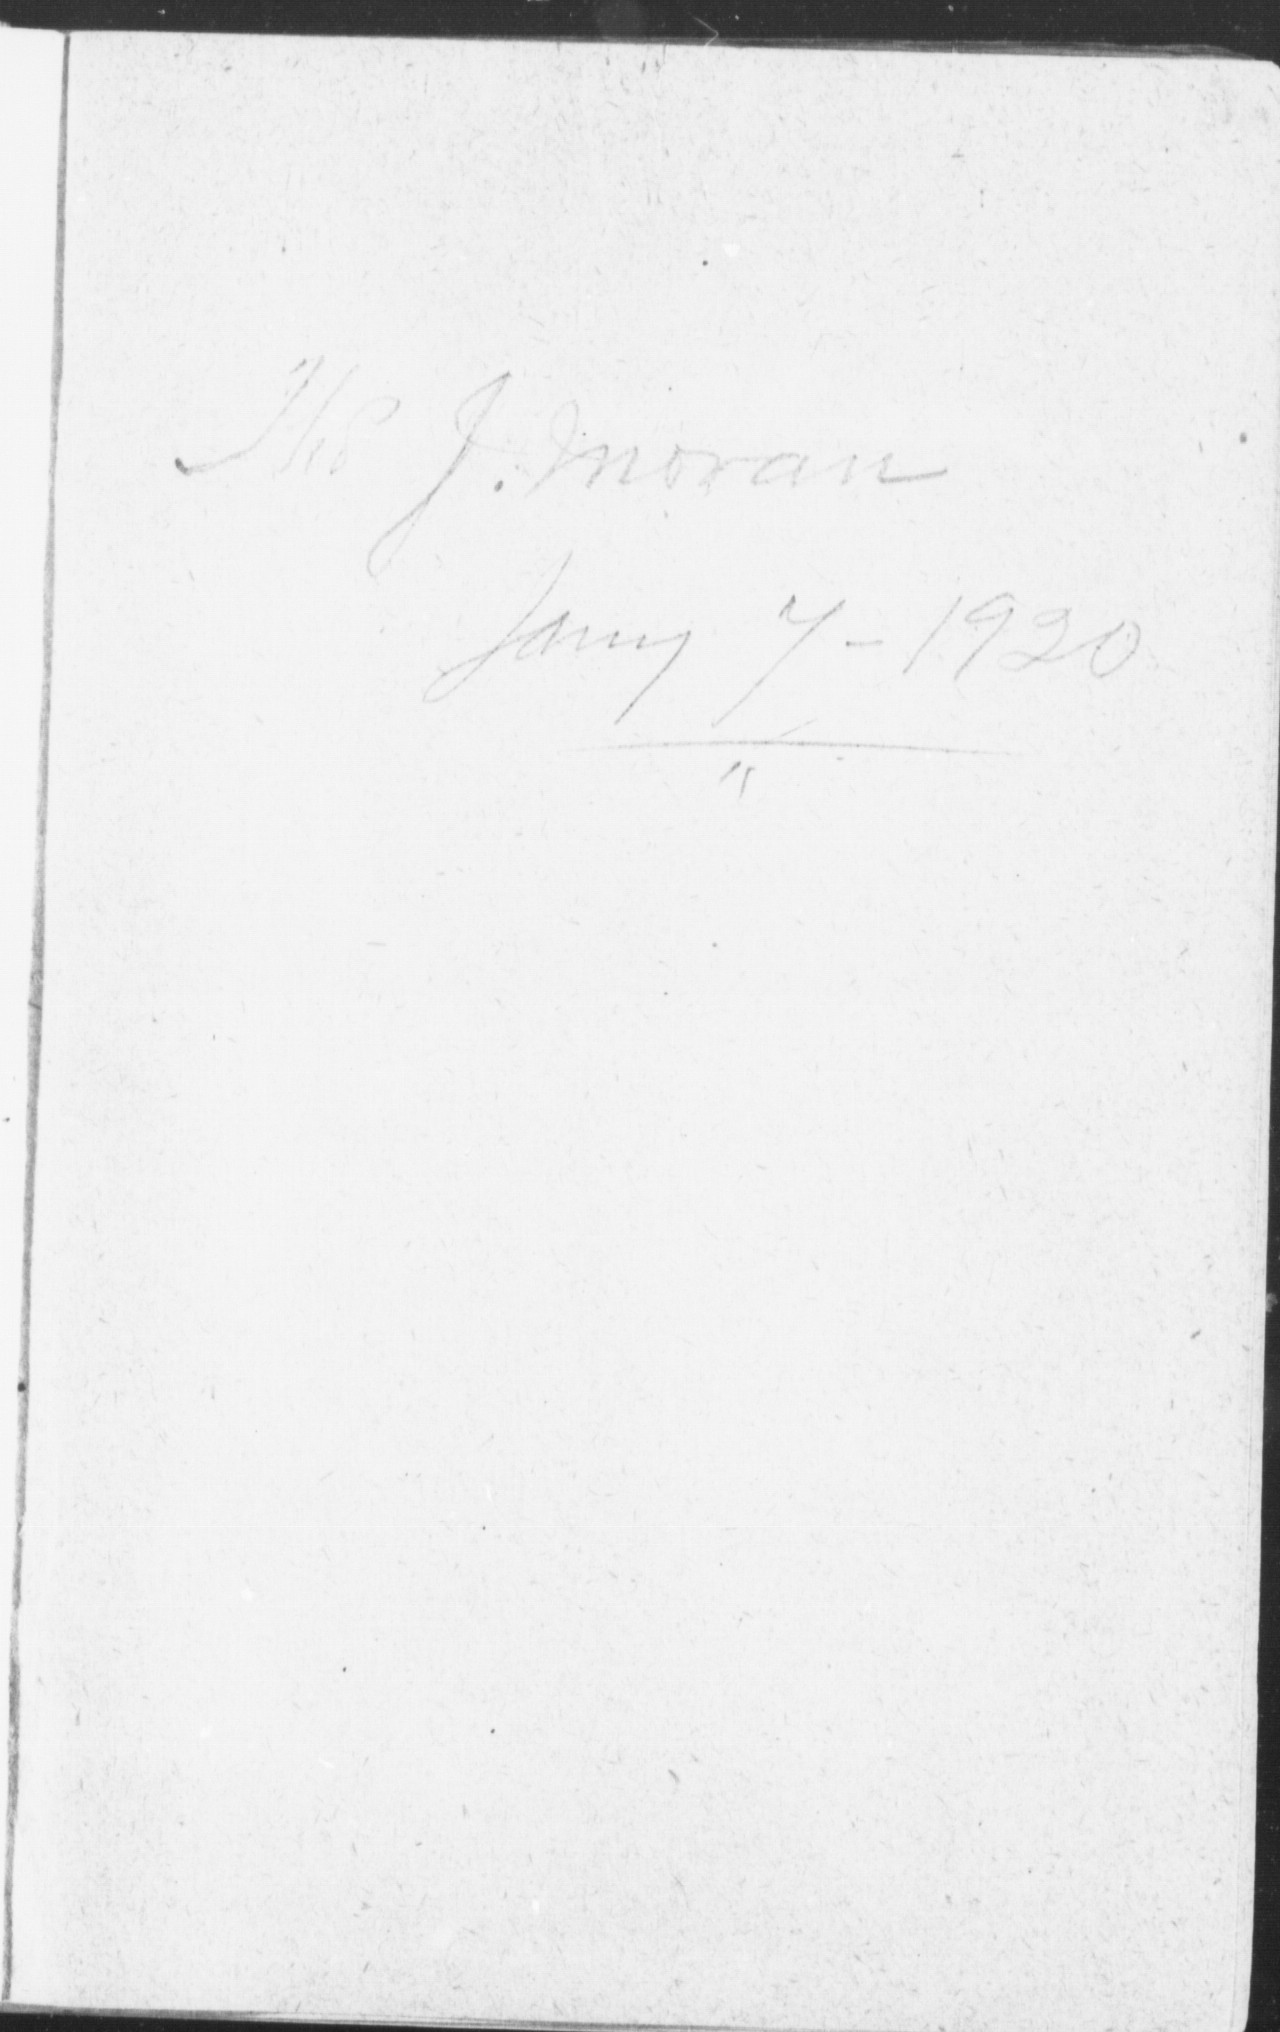 Thos J. Moran
Jany 7 - 1920
"